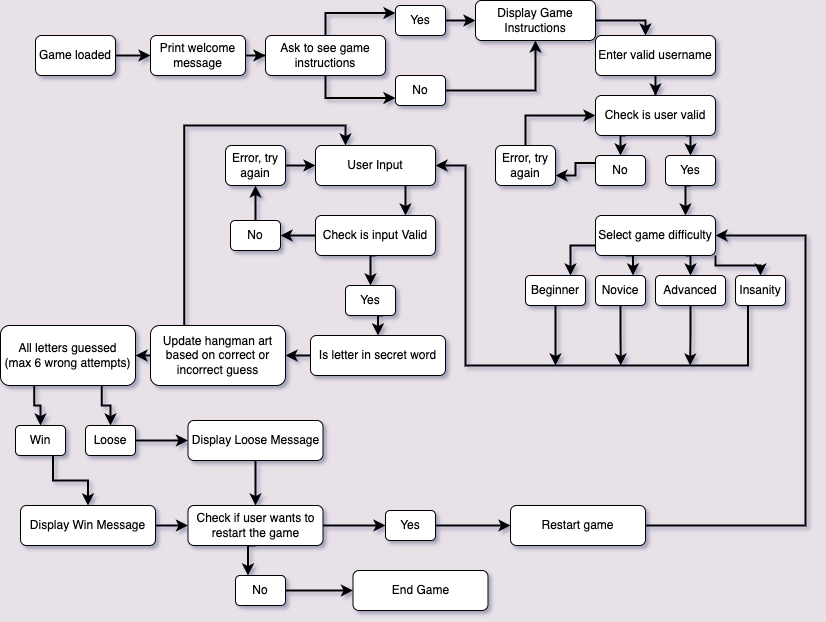 Game loaded
Print welcome
message
Ask to see game
instructions
Yes
No
Display Game
Instructions
Enter valid username
Check is user valid
Error, try
again
No
Yes
Select game difficulty
Beginner
Novice
Advanced
Insanity
Error, try
again
User Input
No
Check is input Valid
Yes
Is letter in secret word
Update hangman art
based on correct or
incorrect guess
All letters guessed
(max 6 wrong attempts)
Win
Loose
Display Loose Message
Display Win Message
Check if user wants to
restart the game
Yes
Restart game
No
End Game